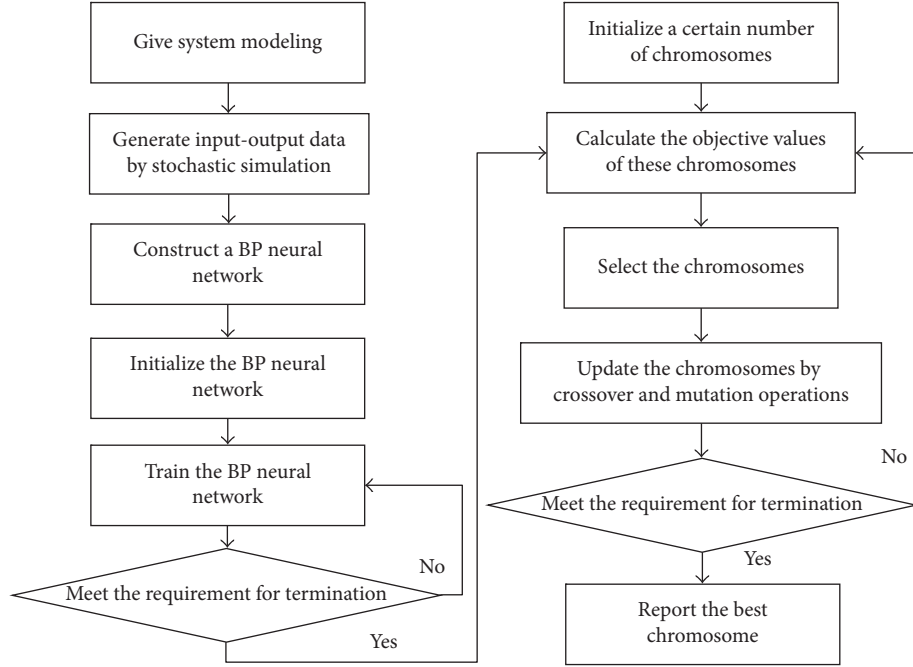 Give system modeling
Generate input-output data
by stochastic simulation
Construct a BP neural
network
Initialize the BP neural
network
Train the BP neural
network
No
Meet the requirement for termination
Yes
Initialize a certain number
of chromosomes
Calculate the objective values
of these chromosomes
Select the chromosomes
Update the chromosomes by
crossover and mutation operations
No
Meet the requirement for termination
Yes
Report the best
chromosome